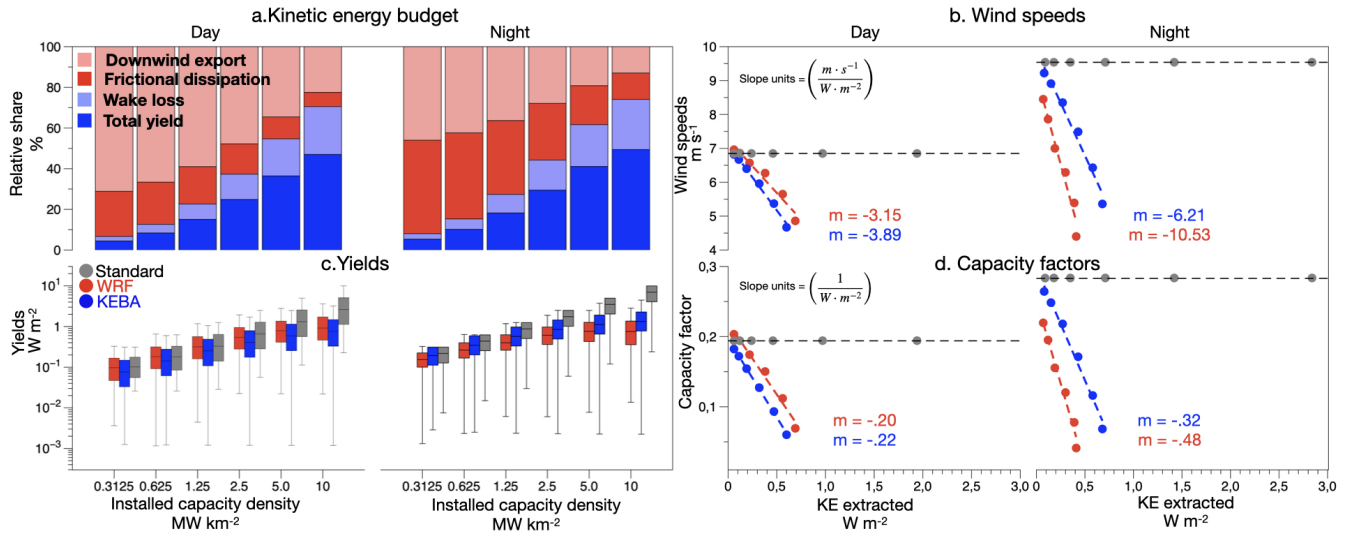 a.Kinetic energy budget
Day
Night
Relative share
%
100
80
60
40
20
0
Downwind export
Frictional dissipation
Wake loss
Total yield
c.Yields
Standard
WRF
KEBA
Yields
W m-2
10^1
1
10^-1
10^-2
10^-3
0.3125 0.625 1.25 2.5 5.0 10
0.3125 0.625 1.25 2.5 5.0 10
Installed capacity density
MW km-2
Installed capacity density
MW km-2
b. Wind speeds
Day
Night
Wind speeds
m s-1
10
9
8
7
6
5
4
Slope units = (m · s^-1 / W · m^-2)
m = -3.15
m = -3.89
m = -6.21
m = -10.53
d. Capacity factors
Capacity factor
0,3
0,2
0,1
Slope units = (1 / W · m^-2)
m = -.20
m = -.22
m = -.32
m = -.48
0 0,5 1,0 1,5 2,0 2,5 3,0
0 0,5 1,0 1,5 2,0 2,5 3,0
KE extracted
W m-2
KE extracted
W m-2